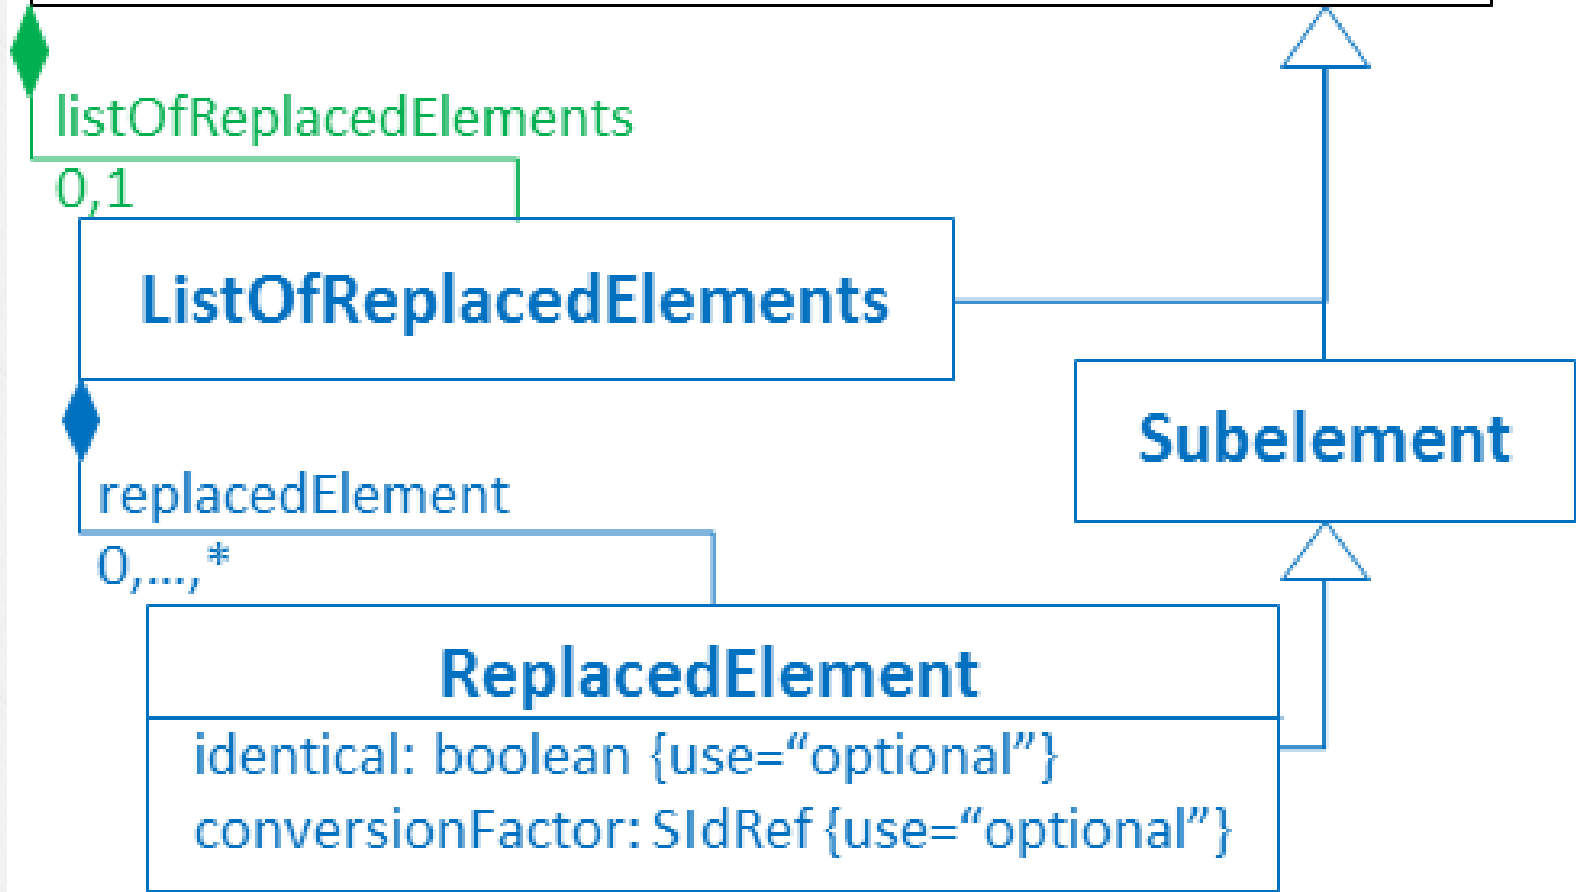 listOfReplacedElements
0,1
ListOfReplacedElements
Subelement
replacedElement
0,...,*
ReplacedElement
identical: boolean {use=“optional”}
conversionFactor: SIdRef {use=“optional”}